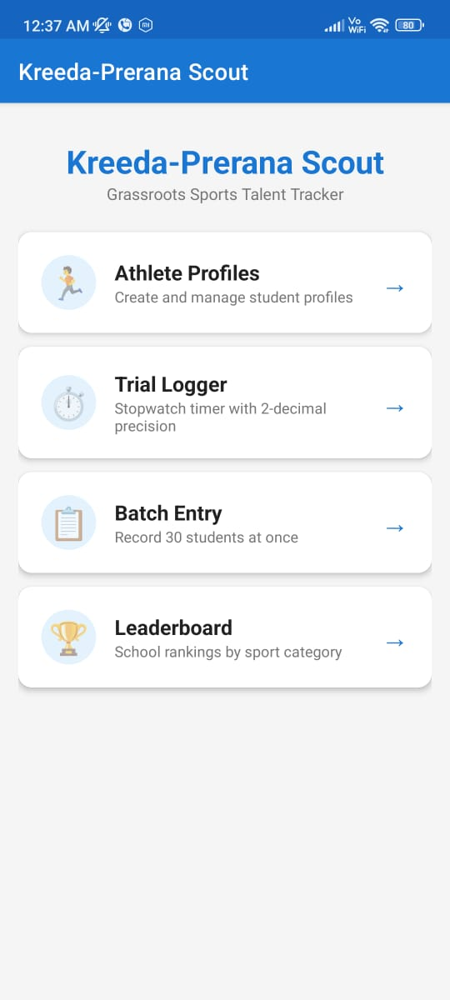 12:37 AM
Vo
WiFi
80
Kreeda-Prerana Scout
Kreeda-Prerana Scout
Grassroots Sports Talent Tracker
Athlete Profiles
Create and manage student profiles
→
Trial Logger
Stopwatch timer with 2-decimal
precision
→
Batch Entry
Record 30 students at once
→
Leaderboard
School rankings by sport category
→